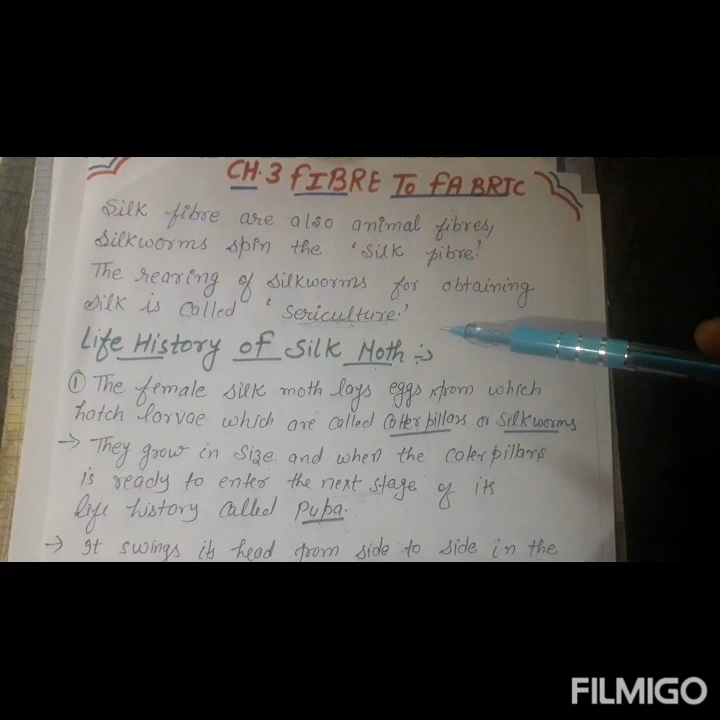 CH.3 FIBRE TO FABRIC
Silk fibre are also animal fibres,
Silkworms spin the 'silk fibre.'
The rearing of silkworms for obtaining
silk is called 'Sericulture.'
Life History of Silk Moth :→
① The female silk moth lays eggs from which
hatch larvae which are called caterpillars or silkworms
→ They grow in size and when the caterpillars
is ready to enter the next stage of its
life history called Pupa.
→ It swings its head from side to side in the
FILMIGO